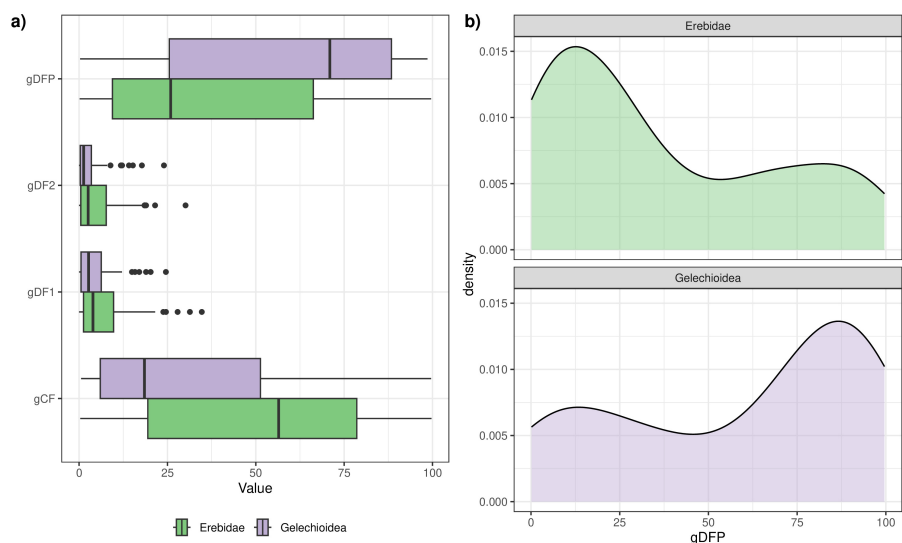 a)
gDFP
gDF2
gDF1
gCF
0 25 50 75 100
Value
Erebidae Gelechioidea
b)
Erebidae
0.015
0.010
0.005
0.000
density
Gelechioidea
0.015
0.010
0.005
0.000
0 25 50 75 100
gDFP